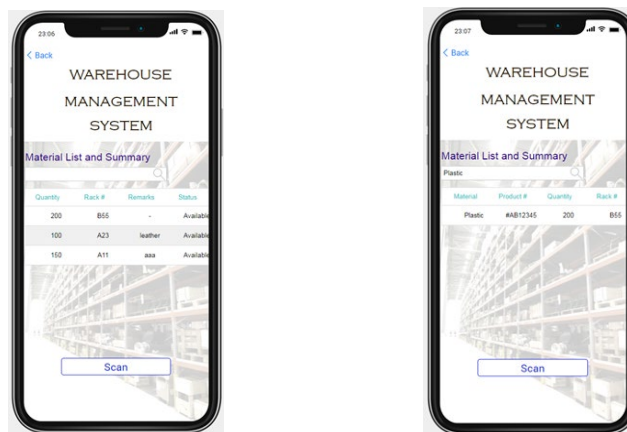 23:06
< Back
WAREHOUSE
MANAGEMENT
SYSTEM
Material List and Summary
Quantity Rack # Remarks Status
200 B55 - Available
100 A23 leather Available
150 A11 aaa Available
Scan
23:07
< Back
WAREHOUSE
MANAGEMENT
SYSTEM
Material List and Summary
Plastic
Material Product # Quantity Rack #
Plastic #AB12345 200 B55
Scan